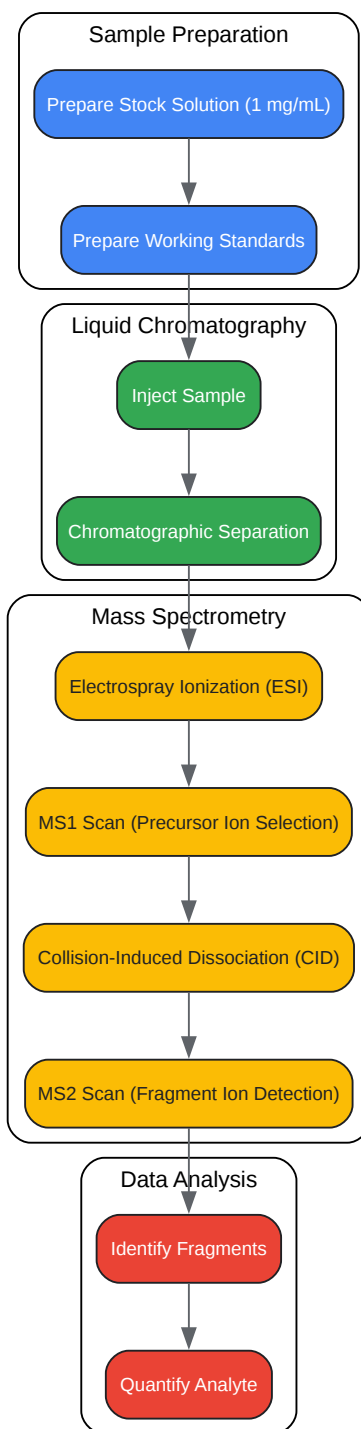 Sample Preparation
Prepare Stock Solution (1 mg/mL)
Prepare Working Standards
Liquid Chromatography
Inject Sample
Chromatographic Separation
Mass Spectrometry
Electrospray Ionization (ESI)
MS1 Scan (Precursor Ion Selection)
Collision-Induced Dissociation (CID)
MS2 Scan (Fragment Ion Detection)
Data Analysis
Identify Fragments
Quantify Analyte